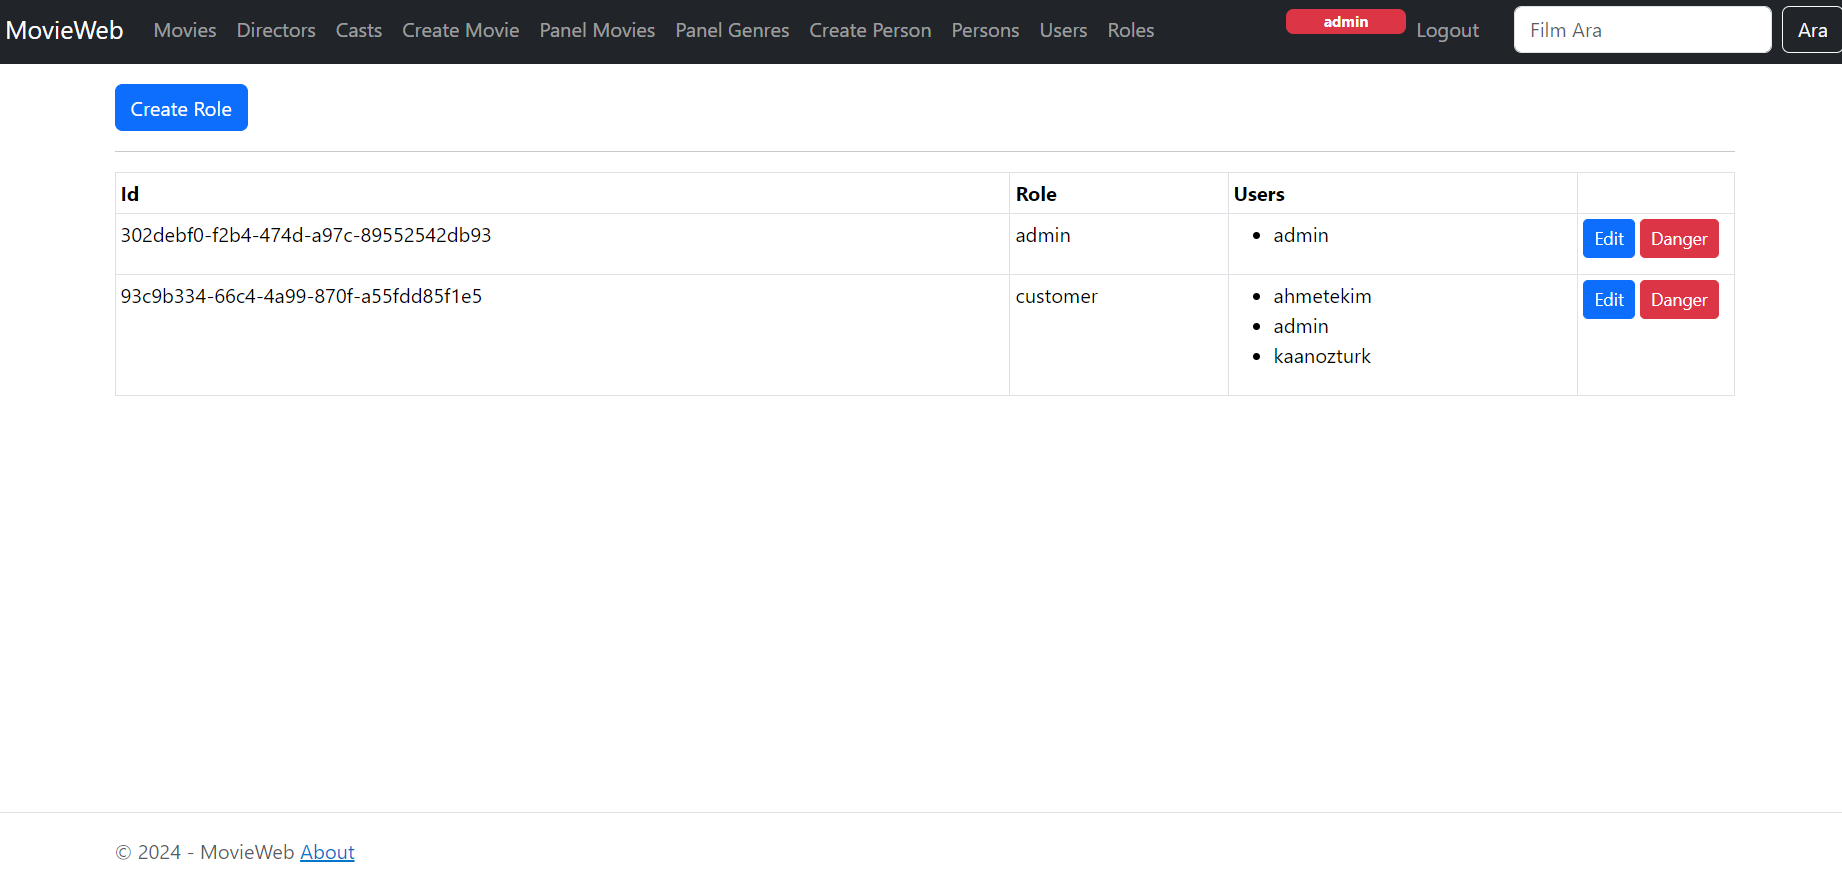 MovieWeb Movies Directors Casts Create Movie Panel Movies Panel Genres Create Person Persons Users Roles admin Logout Film Ara Ara
Create Role
Id Role Users
302debf0-f2b4-474d-a97c-89552542db93 admin admin Edit Danger
93c9b334-66c4-4a99-870f-a55fdd85f1e5 customer ahmetekim Edit Danger
admin
kaanozturk
© 2024 - MovieWeb About